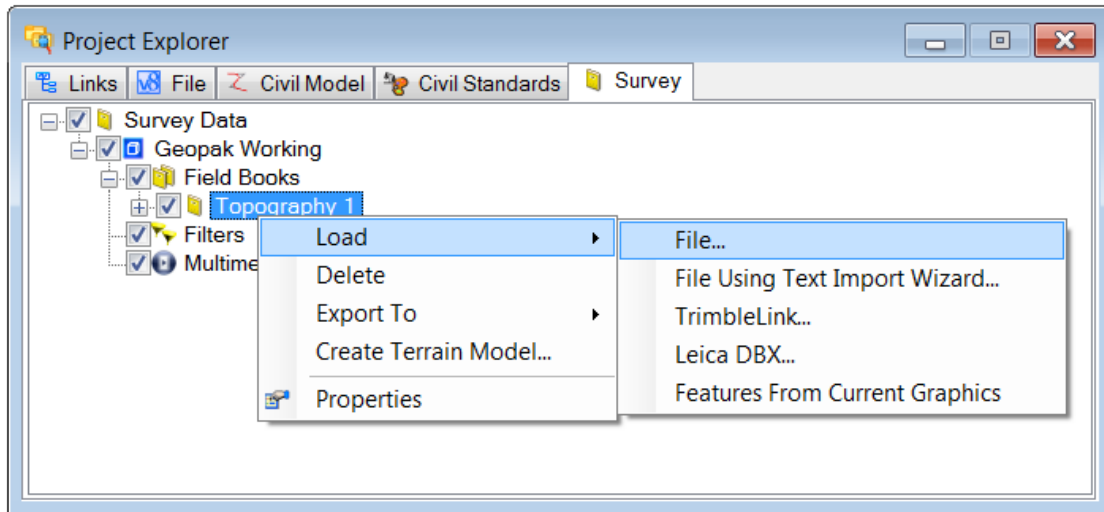 Project Explorer
Links File Civil Model Civil Standards Survey
Survey Data
Geopak Working
Field Books
Topography 1
Filters
Multime
Load
Delete
Export To
Create Terrain Model...
Properties
File...
File Using Text Import Wizard...
TrimbleLink...
Leica DBX...
Features From Current Graphics